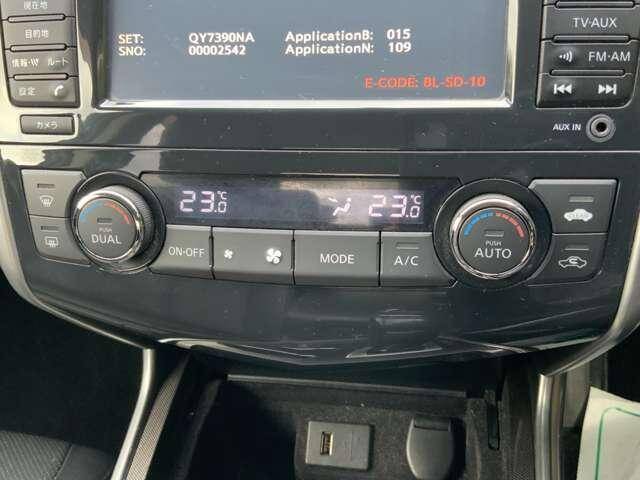 現在地
目的地
情報・VI ルート
設定
カメラ
SET: QY7390NA ApplicationB: 015
SNO: 00002542 ApplicationN: 109
E-CODE: BL-SD-10
TV・AUX
FM・AM
AUX IN
23.0 ℃ 23.0 ℃
PUSH
DUAL
ON・OFF
MODE
A/C
PUSH
AUTO